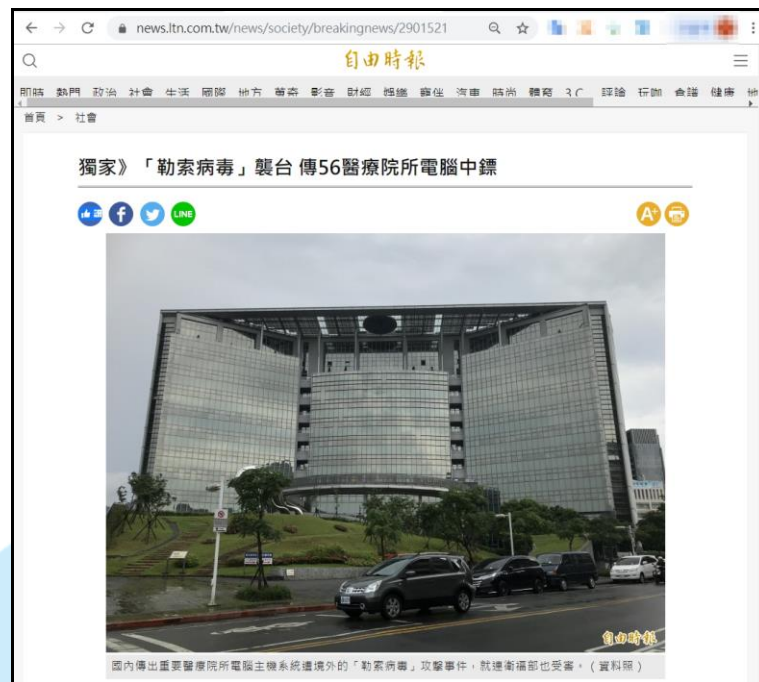 news.ltn.com.tw/news/society/breakingnews/2901521
自由時報
即時 熱門 政治 社會 生活 國際 地方 蒐奇 影音 財經 娛樂 寵伴 汽車 時尚 體育 3 C 評論 玩咖 食譜 健康 地
首頁 > 社會
獨家》「勒索病毒」襲台 傳56醫療院所電腦中鏢
讚 LINE A+
自由時報
國內傳出重要醫療院所電腦主機系統遭境外的「勒索病毒」攻擊事件，就連衛福部也受害。（資料照）